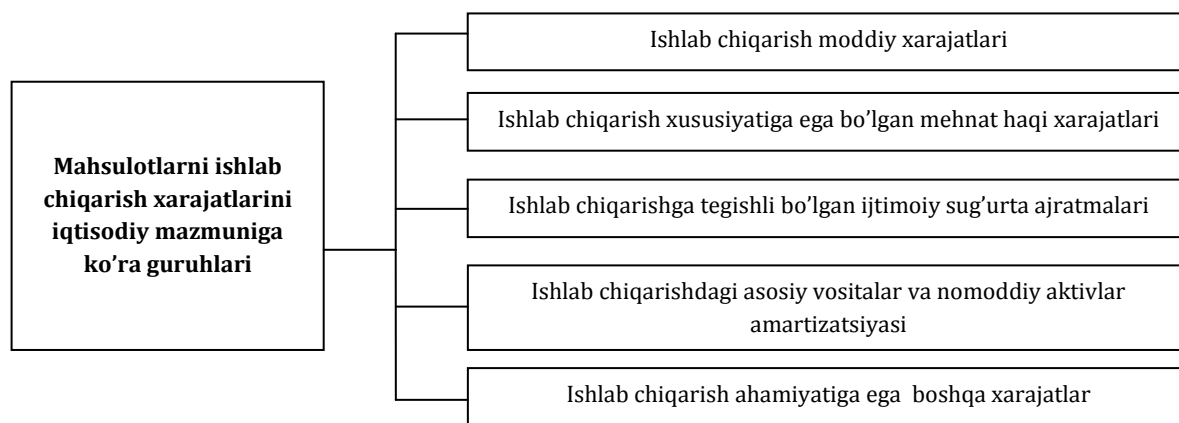 Mahsulotlarni ishlab
chiqarish xarajatlarini
iqtisodiy mazmuniga
ko’ra guruhlari
Ishlab chiqarish moddiy xarajatlari
Ishlab chiqarish xususiyatiga ega bo’lgan mehnat haqi xarajatlari
Ishlab chiqarishga tegishli bo’lgan ijtimoiy sug’urta ajratmalari
Ishlab chiqarishdagi asosiy vositalar va nomoddiy aktivlar
amartizatsiyasi
Ishlab chiqarish ahamiyatiga ega boshqa xarajatlar